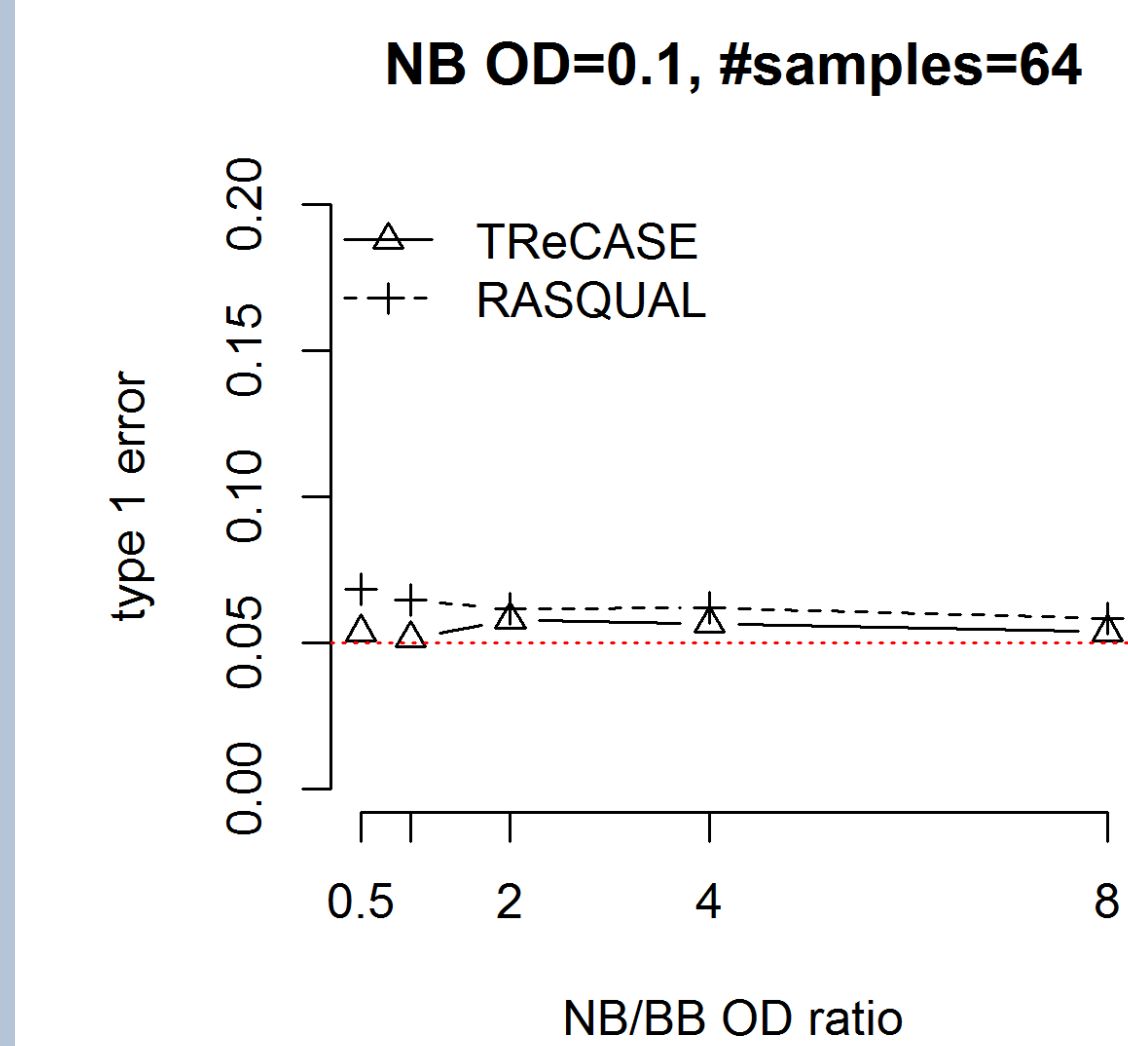 NB OD=0.1, #samples=64
TReCASE
RASQUAL
type 1 error
0.20
0.15
0.10
0.05
0.00
0.5 2 4 8
NB/BB OD ratio